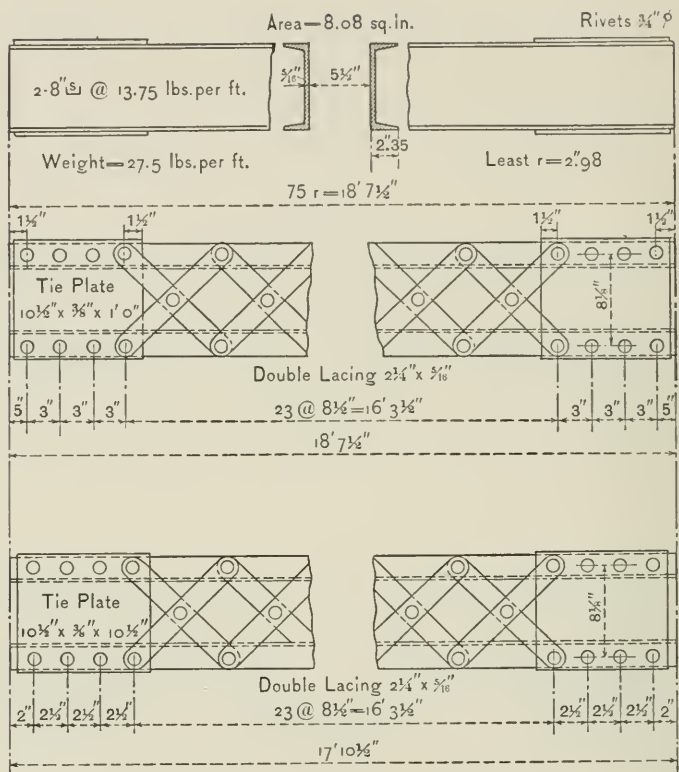 Area=8.08 sq.in.
Rivets ¾"φ
2-8"[s] @ 13.75 lbs.per ft.
5/16"
5½"
2".35
Weight=27.5 lbs.per ft.
Least r=2".98
75 r=18' 7½"
1½" 1½" 1½" 1½"
Tie Plate
10½"x ⅜"x 1' 0"
8¼"
Double Lacing 2¼"x 5/16"
5" 3" 3" 3" 23 @ 8½"=16' 3½" 3" 3" 3" 5"
18' 7½"
Tie Plate
10½"x ⅜"x 10½"
8¼"
Double Lacing 2¼"x 5/16"
2" 2½" 2½" 2½" 23 @ 8½"=16' 3½" 2½" 2½" 2½" 2"
17' 10½"